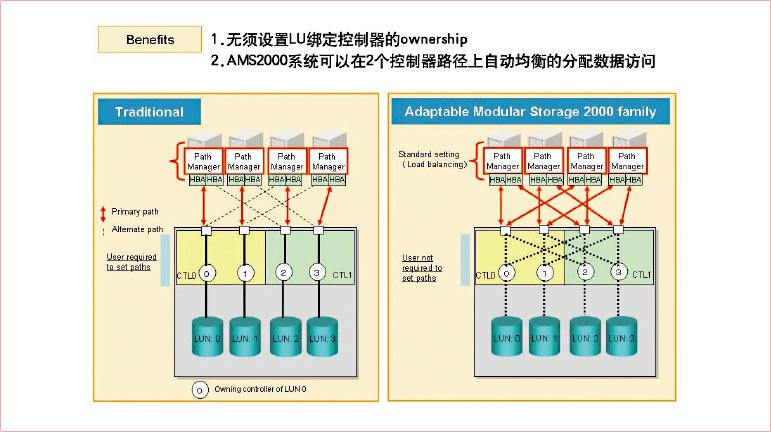 Benefits
1.无须设置LU绑定控制器的ownership
2.AMS2000系统可以在2个控制器路径上自动均衡的分配数据访问
Traditional
Path Manager
Path Manager
Path Manager
Path Manager
HBA HBA
HBA HBA
HBA HBA
HBA HBA
Primary path
Alternate path
User required
to set paths
CTL0
0
1
2
3
CTL1
LUN: 0
LUN: 1
LUN: 2
LUN: 3
0
Owning controller of LUN 0
Adaptable Modular Storage 2000 family
Standard setting
(Load balancing)
Path Manager
Path Manager
Path Manager
Path Manager
HBA HBA
HBA HBA
HBA HBA
HBA HBA
User not
required to
set paths
CTL0
0
1
2
3
CTL1
LUN: 0
LUN: 1
LUN: 2
LUN: 3